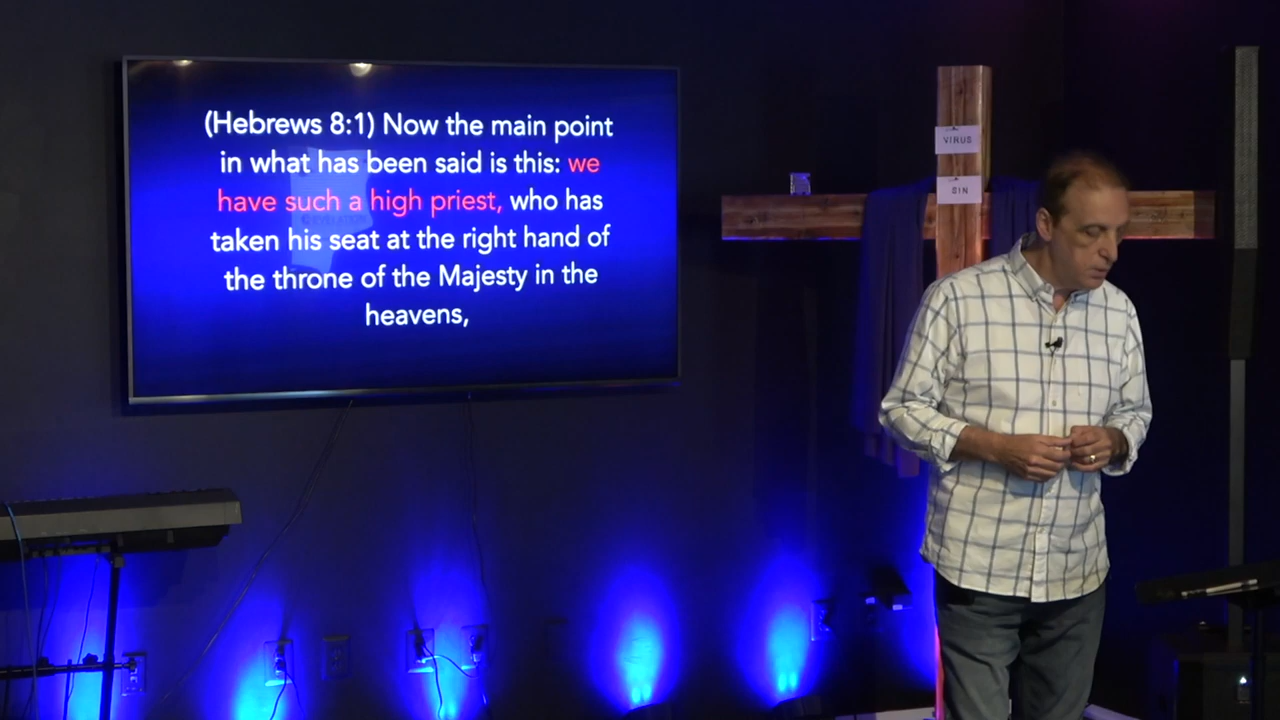 (Hebrews 8:1) Now the main point
in what has been said is this: we
have such a high priest, who has
taken his seat at the right hand of
the throne of the Majesty in the
heavens,
VIRUS
SIN